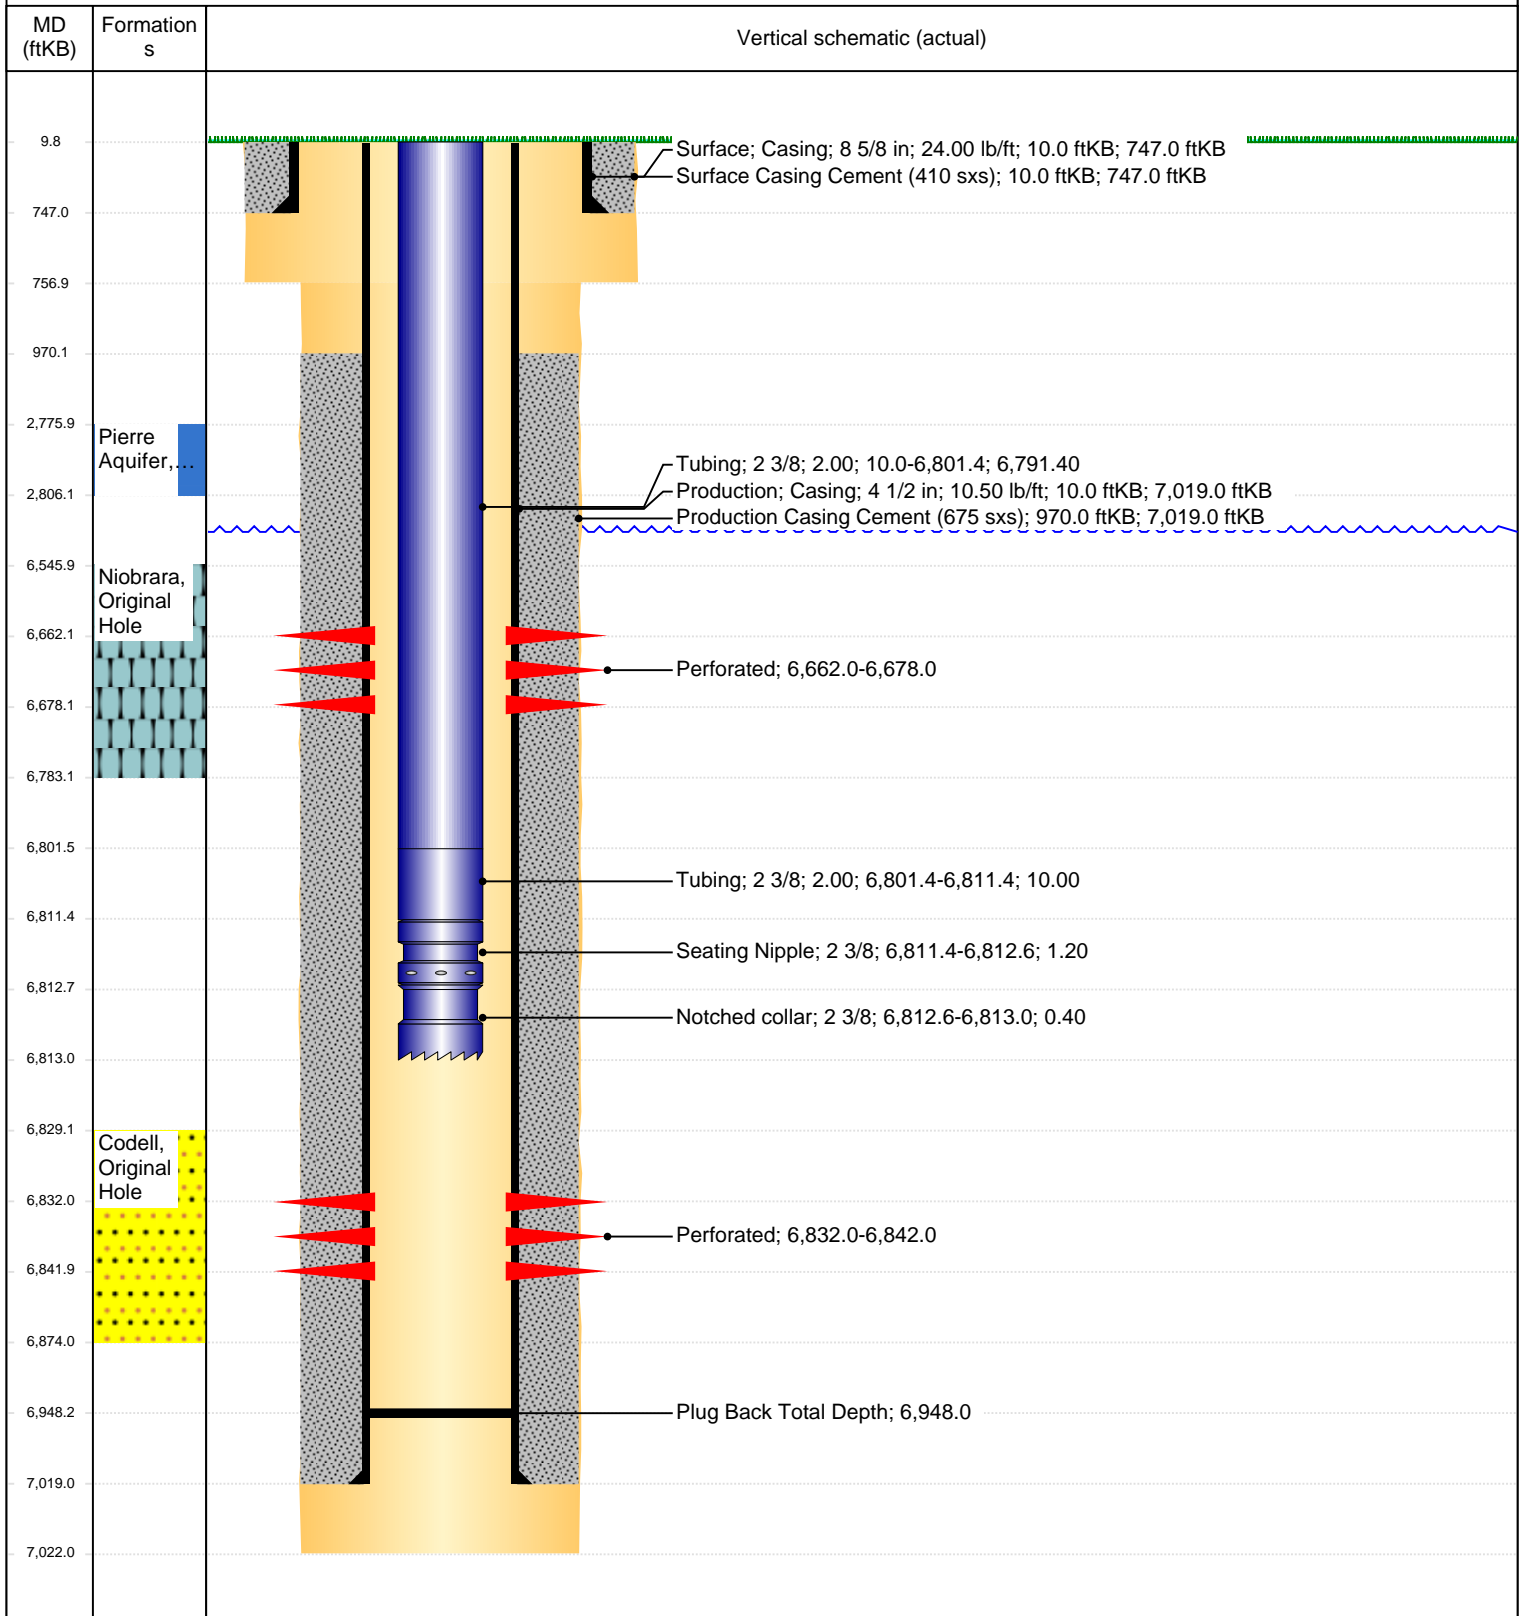 MD
(ftKB)
Formation
s
Vertical schematic (actual)
9.8
Surface; Casing; 8 5/8 in; 24.00 lb/ft; 10.0 ftKB; 747.0 ftKB
Surface Casing Cement (410 sxs); 10.0 ftKB; 747.0 ftKB
747.0
756.9
970.1
2,775.9
Pierre
Aquifer,...
Tubing; 2 3/8; 2.00; 10.0-6,801.4; 6,791.40
2,806.1
Production; Casing; 4 1/2 in; 10.50 lb/ft; 10.0 ftKB; 7,019.0 ftKB
Production Casing Cement (675 sxs); 970.0 ftKB; 7,019.0 ftKB
6,545.9
Niobrara,
Original
Hole
6,662.1
Perforated; 6,662.0-6,678.0
6,678.1
6,783.1
6,801.5
Tubing; 2 3/8; 2.00; 6,801.4-6,811.4; 10.00
6,811.4
Seating Nipple; 2 3/8; 6,811.4-6,812.6; 1.20
6,812.7
Notched collar; 2 3/8; 6,812.6-6,813.0; 0.40
6,813.0
6,829.1
Codell,
Original
Hole
6,832.0
Perforated; 6,832.0-6,842.0
6,841.9
6,874.0
6,948.2
Plug Back Total Depth; 6,948.0
7,019.0
7,022.0